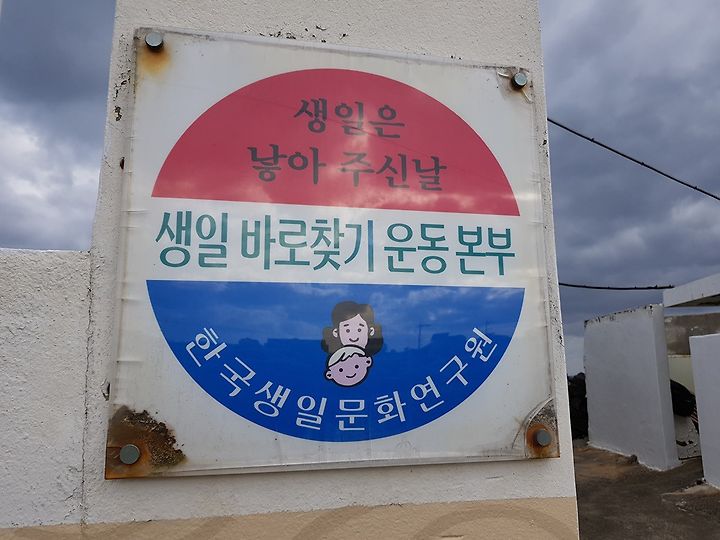 생일은
낳아 주신날
생일 바로찾기 운동 본부
한국생일문화연구원